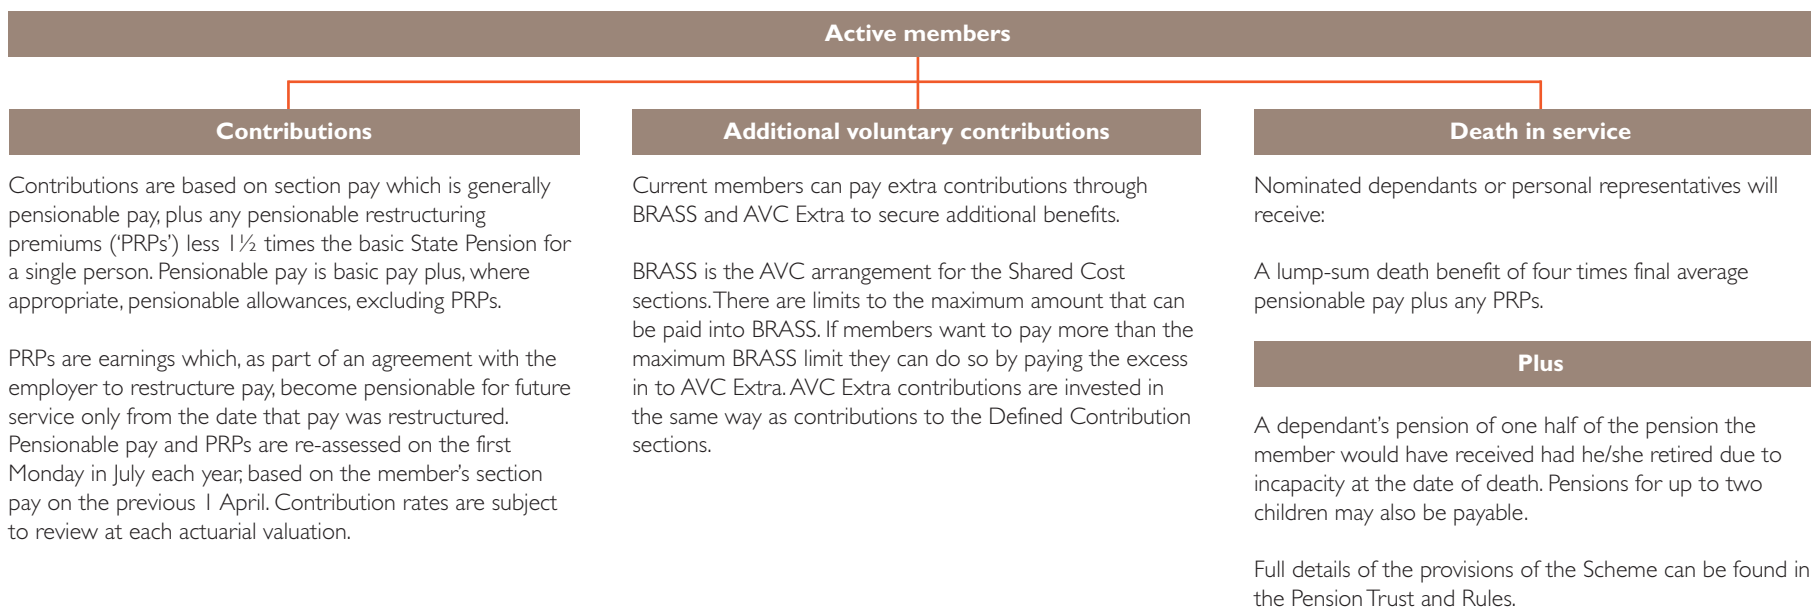 Active members
Contributions
Contributions are based on section pay which is generally
pensionable pay, plus any pensionable restructuring
premiums (‘PRPs’) less 1½ times the basic State Pension for
a single person. Pensionable pay is basic pay plus, where
appropriate, pensionable allowances, excluding PRPs.
PRPs are earnings which, as part of an agreement with the
employer to restructure pay, become pensionable for future
service only from the date that pay was restructured.
Pensionable pay and PRPs are re-assessed on the first
Monday in July each year, based on the member’s section
pay on the previous 1 April. Contribution rates are subject
to review at each actuarial valuation.
Additional voluntary contributions
Current members can pay extra contributions through
BRASS and AVC Extra to secure additional benefits.
BRASS is the AVC arrangement for the Shared Cost
sections. There are limits to the maximum amount that can
be paid into BRASS. If members want to pay more than the
maximum BRASS limit they can do so by paying the excess
in to AVC Extra. AVC Extra contributions are invested in
the same way as contributions to the Defined Contribution
sections.
Death in service
Nominated dependants or personal representatives will
receive:
A lump-sum death benefit of four times final average
pensionable pay plus any PRPs.
Plus
A dependant’s pension of one half of the pension the
member would have received had he/she retired due to
incapacity at the date of death. Pensions for up to two
children may also be payable.
Full details of the provisions of the Scheme can be found in
the Pension Trust and Rules.